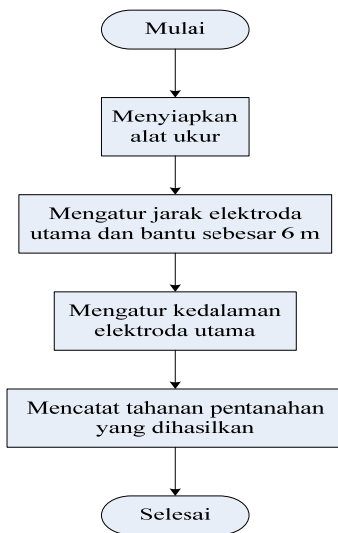 Mulai
Menyiapkan
alat ukur
Mengatur jarak elektroda
utama dan bantu sebesar 6 m
Mengatur kedalaman
elektroda utama
Mencatat tahanan pentanahan
yang dihasilkan
Selesai